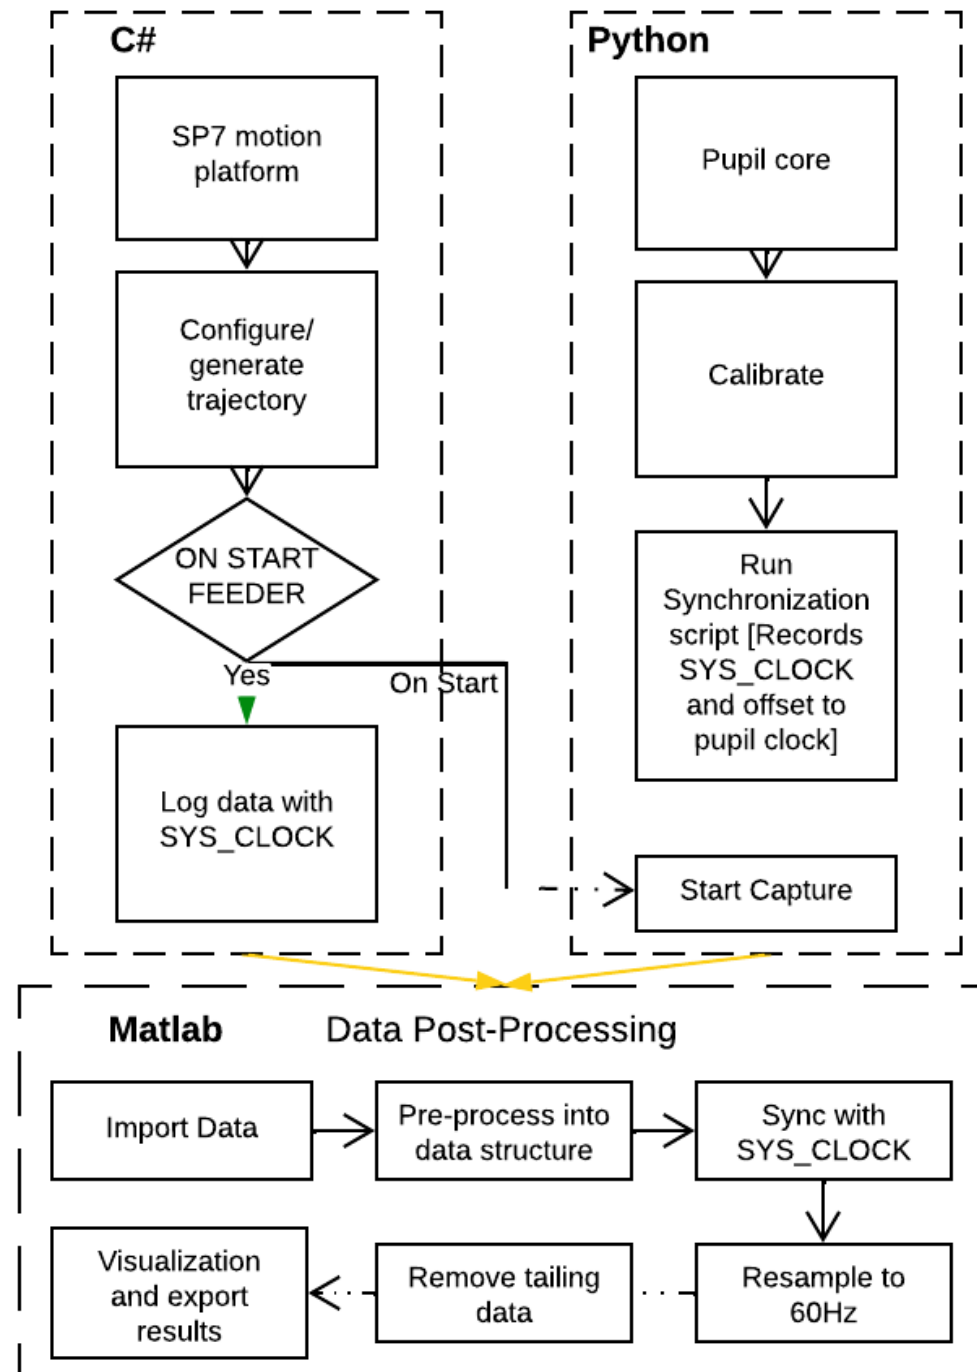 C#
SP7 motion
platform
Configure/
generate
trajectory
ON START
FEEDER
Yes
On Start
Log data with
SYS_CLOCK
Python
Pupil core
Calibrate
Run
Synchronization
script [Records
SYS_CLOCK
and offset to
pupil clock]
Start Capture
Matlab
Data Post-Processing
Import Data
Pre-process into
data structure
Sync with
SYS_CLOCK
Resample to
60Hz
Remove tailing
data
Visualization
and export
results